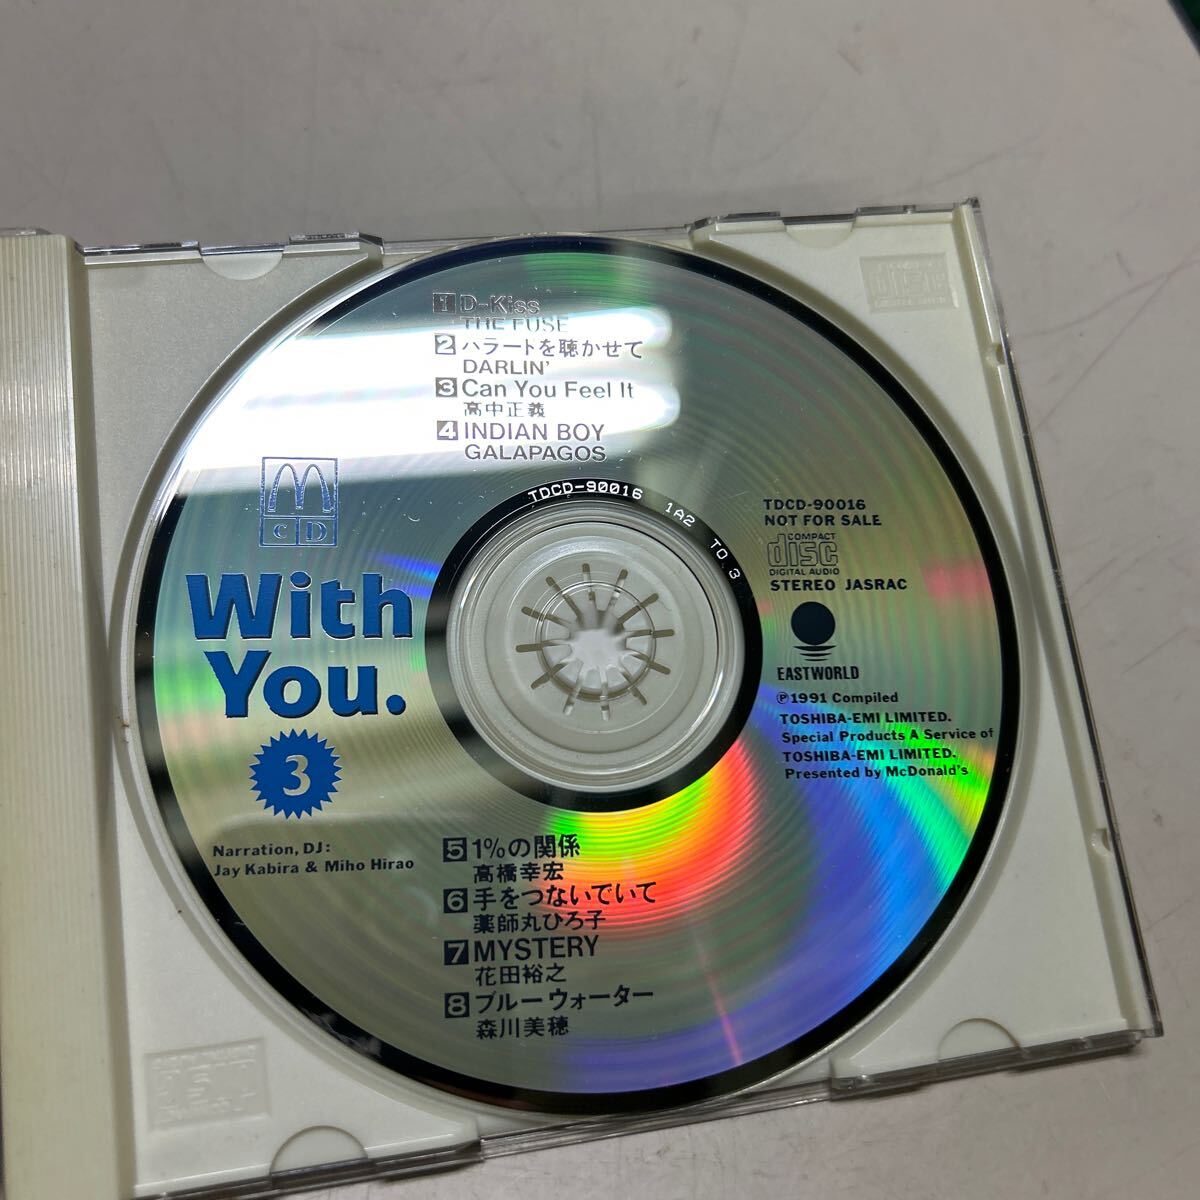 1 D-Kiss
THE FUSE
2 ハラートを聴かせて
DARLIN'
3 Can You Feel It
高中正義
4 INDIAN BOY
GALAPAGOS
M
CD
With
You.
3
Narration, DJ:
Jay Kabira & Miho Hirao
TDCD-90016 1A2 TO 3
TDCD-90016
NOT FOR SALE
COMPACT
disc
DIGITAL AUDIO
STEREO JASRAC
EASTWORLD
Ⓟ1991 Compiled
TOSHIBA-EMI LIMITED.
Special Products A Service of
TOSHIBA-EMI LIMITED.
Presented by McDonald's
5 1%の関係
高橋幸宏
6 手をつないでいて
薬師丸ひろ子
7 MYSTERY
花田裕之
8 ブルーウォーター
森川美穂